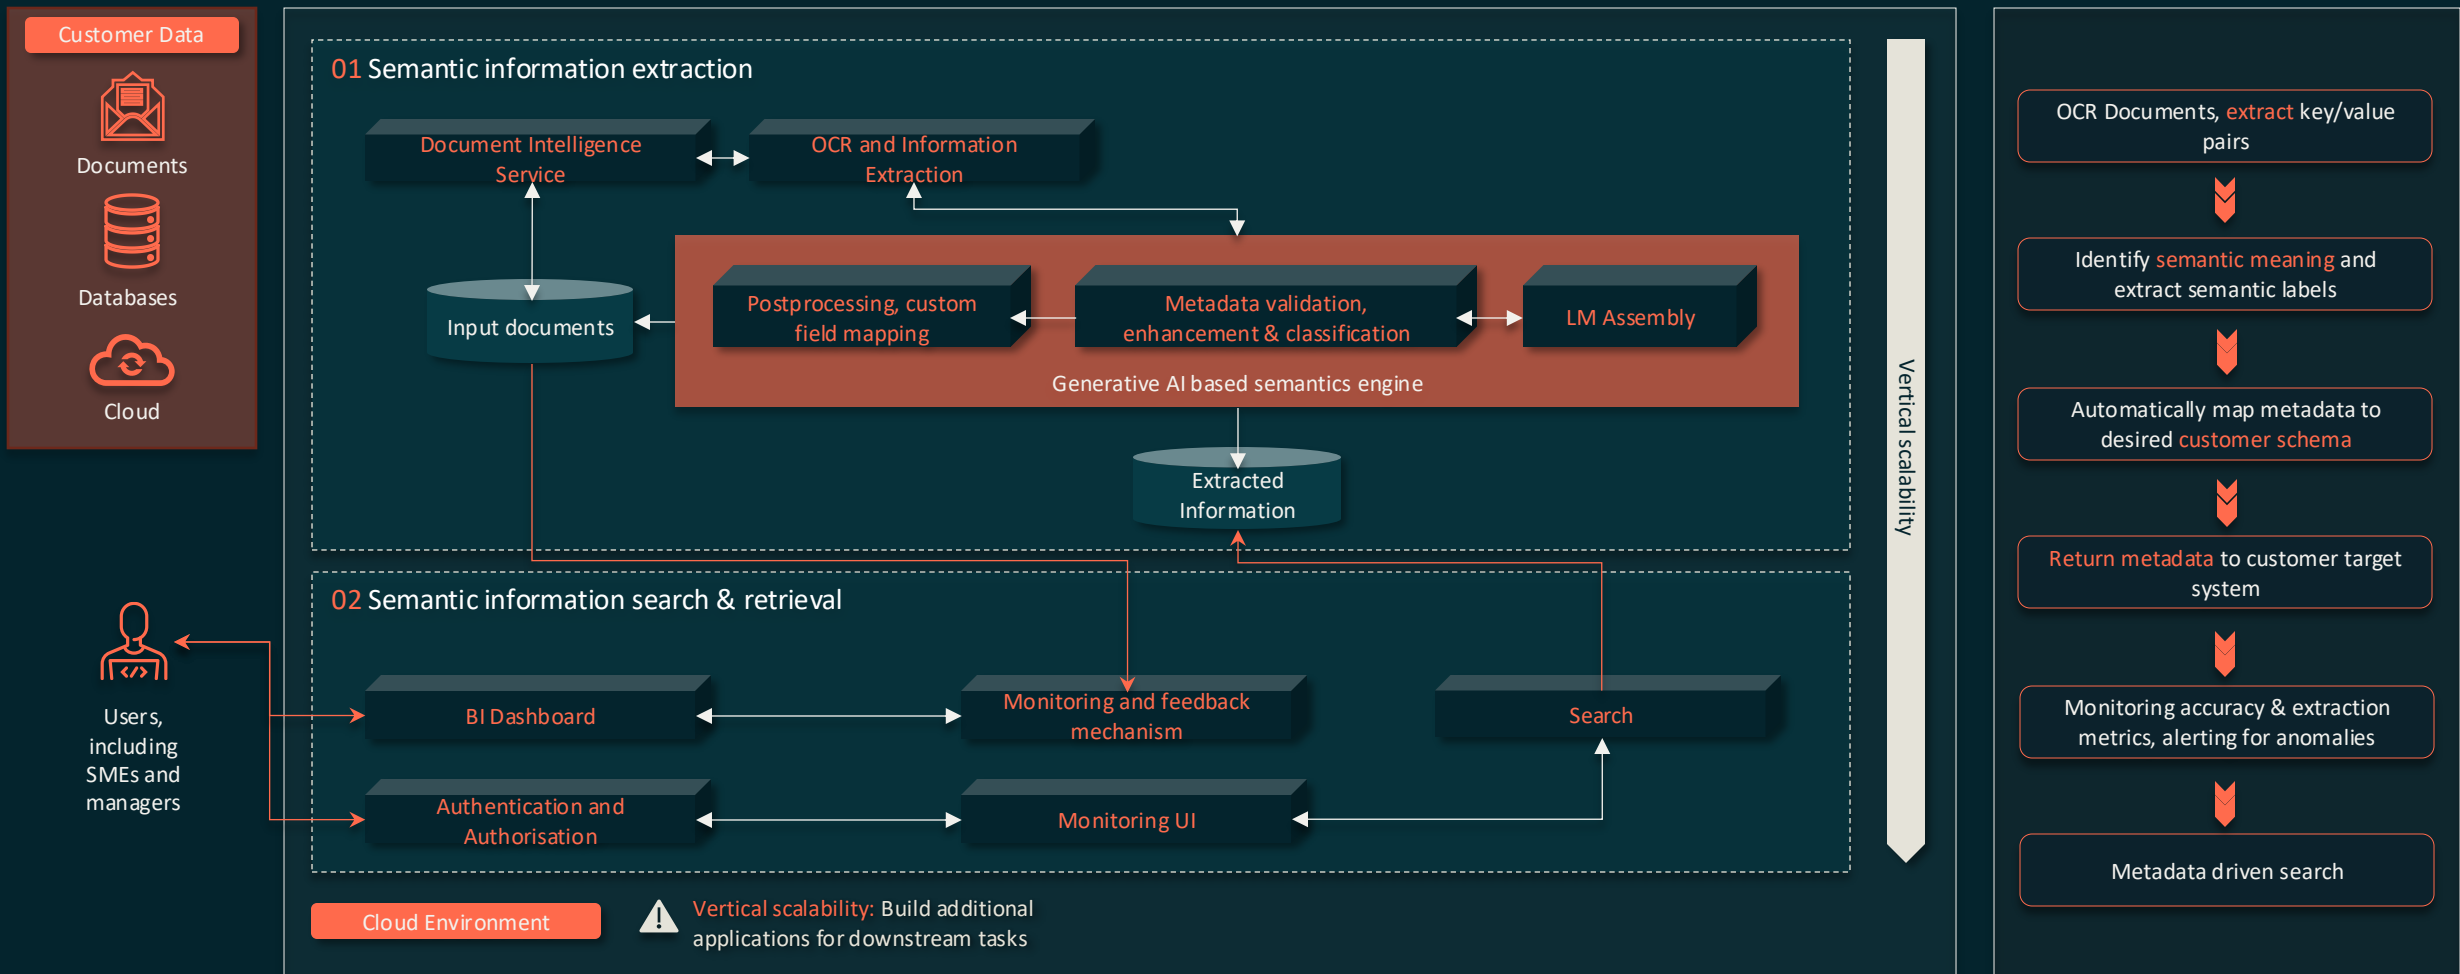 Customer Data
Documents
Databases
Cloud
Users,
including
SMEs and
managers
01 Semantic information extraction
Document Intelligence
Service
OCR and Information
Extraction
Input documents
Postprocessing, custom
field mapping
Metadata validation,
enhancement & classification
LM Assembly
Generative AI based semantics engine
Extracted
Information
02 Semantic information search & retrieval
BI Dashboard
Monitoring and feedback
mechanism
Search
Authentication and
Authorisation
Monitoring UI
Cloud Environment
Vertical scalability: Build additional
applications for downstream tasks
Vertical scalability
OCR Documents, extract key/value
pairs
Identify semantic meaning and
extract semantic labels
Automatically map metadata to
desired customer schema
Return metadata to customer target
system
Monitoring accuracy & extraction
metrics, alerting for anomalies
Metadata driven search